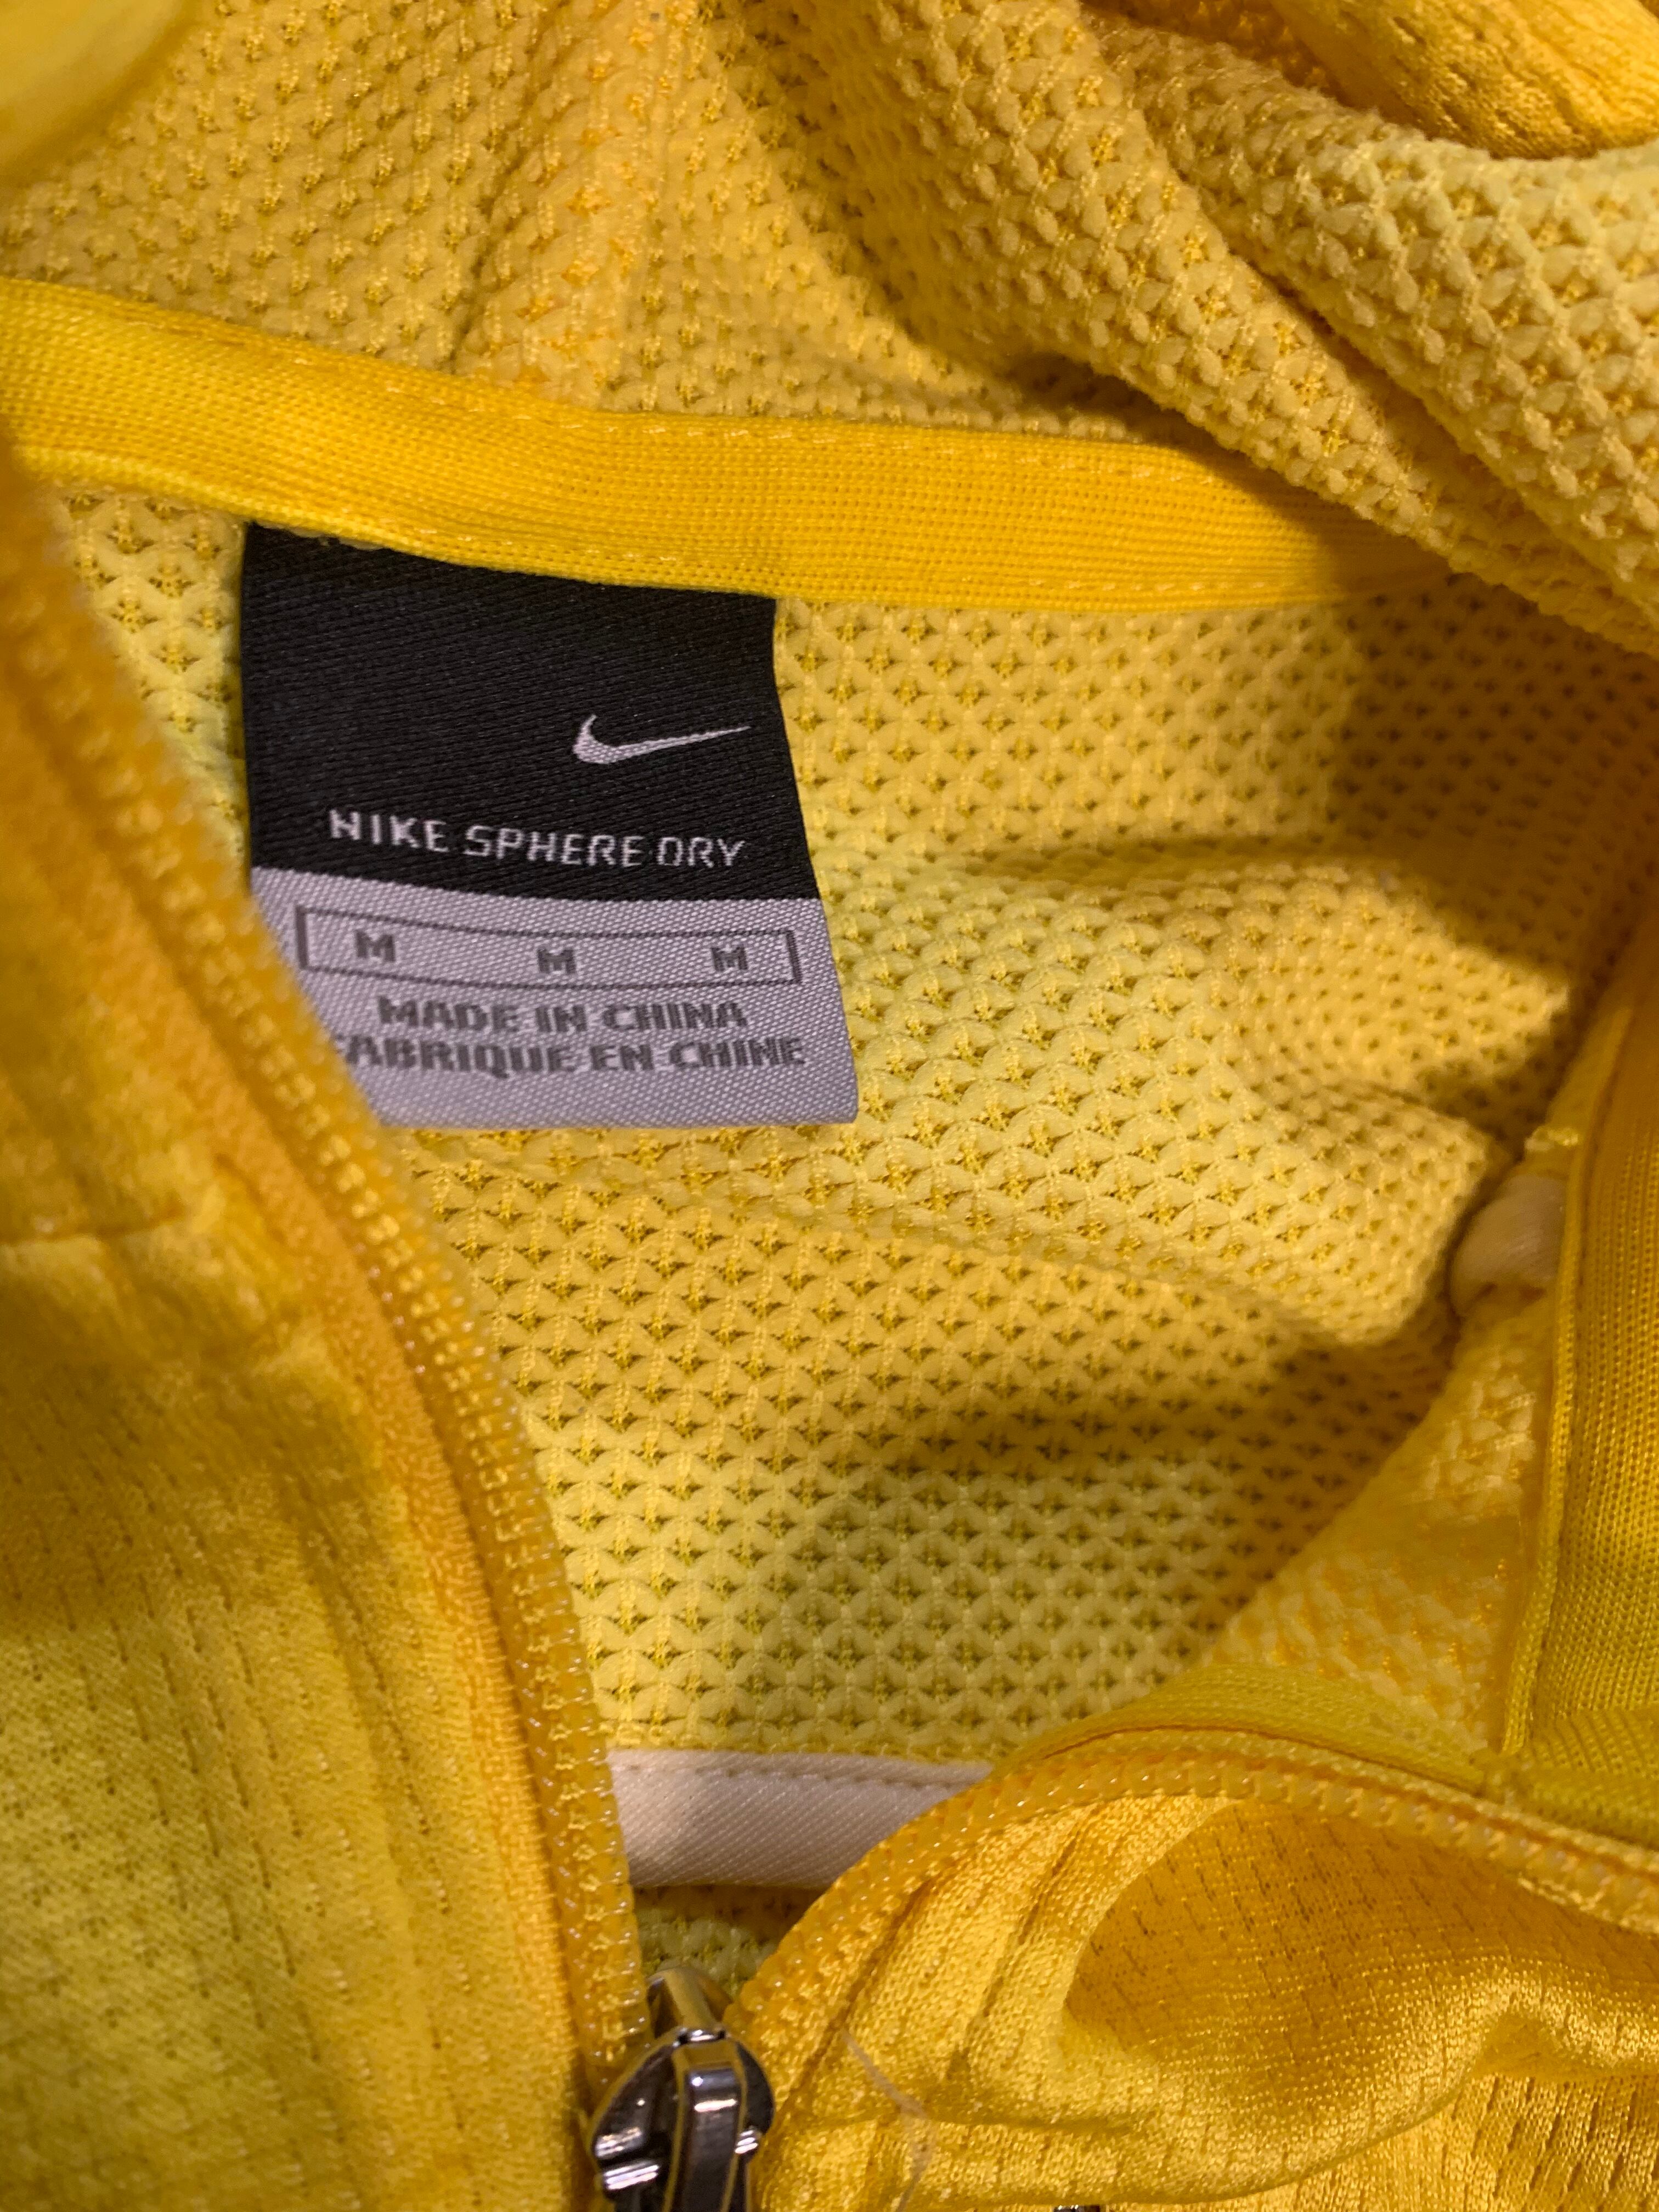 NIKE SPHERE DRY
M M M
MADE IN CHINA
FABRIQUE EN CHINE